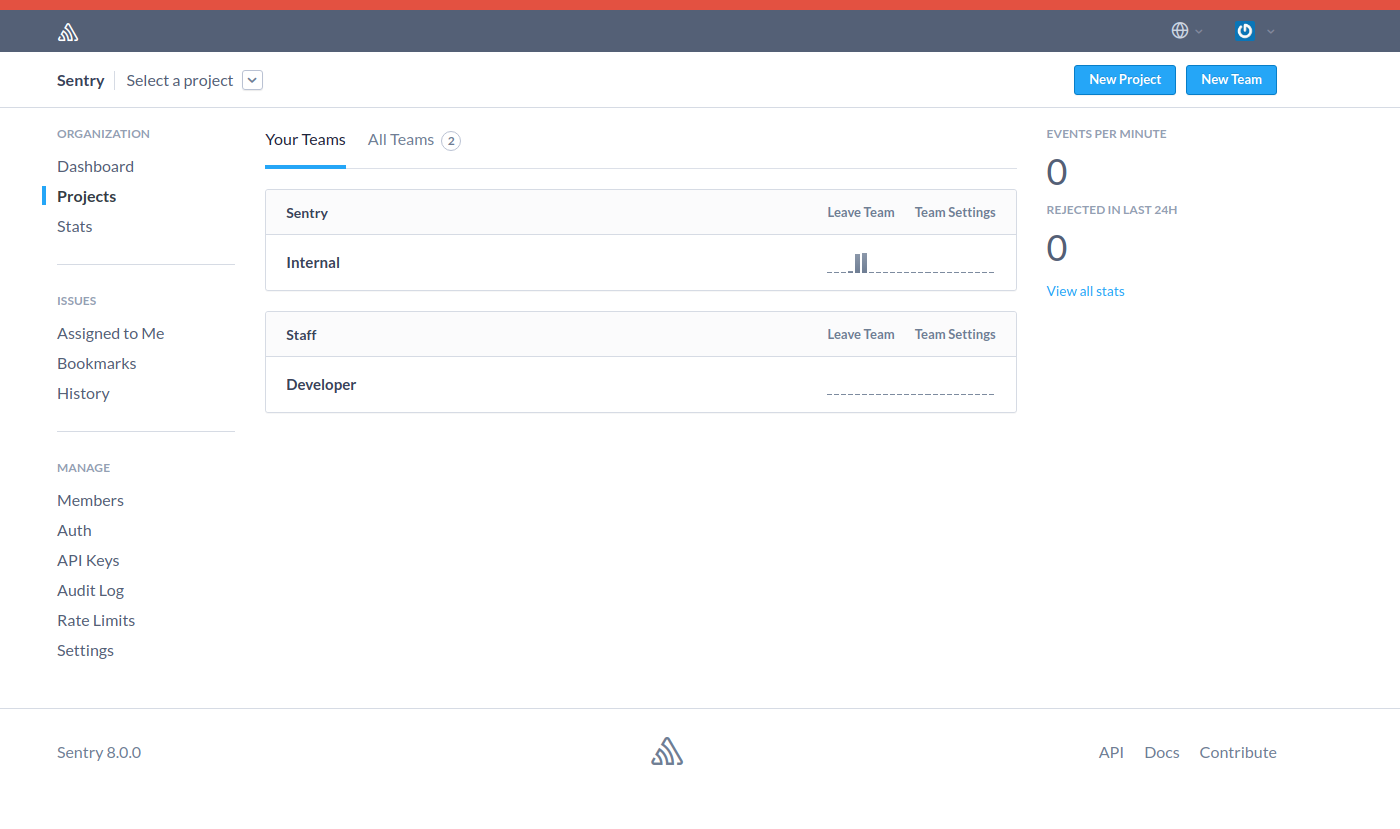 Sentry Select a project New Project New Team
ORGANIZATION
Dashboard
Projects
Stats
ISSUES
Assigned to Me
Bookmarks
History
MANAGE
Members
Auth
API Keys
Audit Log
Rate Limits
Settings
Your Teams All Teams 2
Sentry Leave Team Team Settings
Internal
Staff Leave Team Team Settings
Developer
EVENTS PER MINUTE
0
REJECTED IN LAST 24H
0
View all stats
Sentry 8.0.0 API Docs Contribute